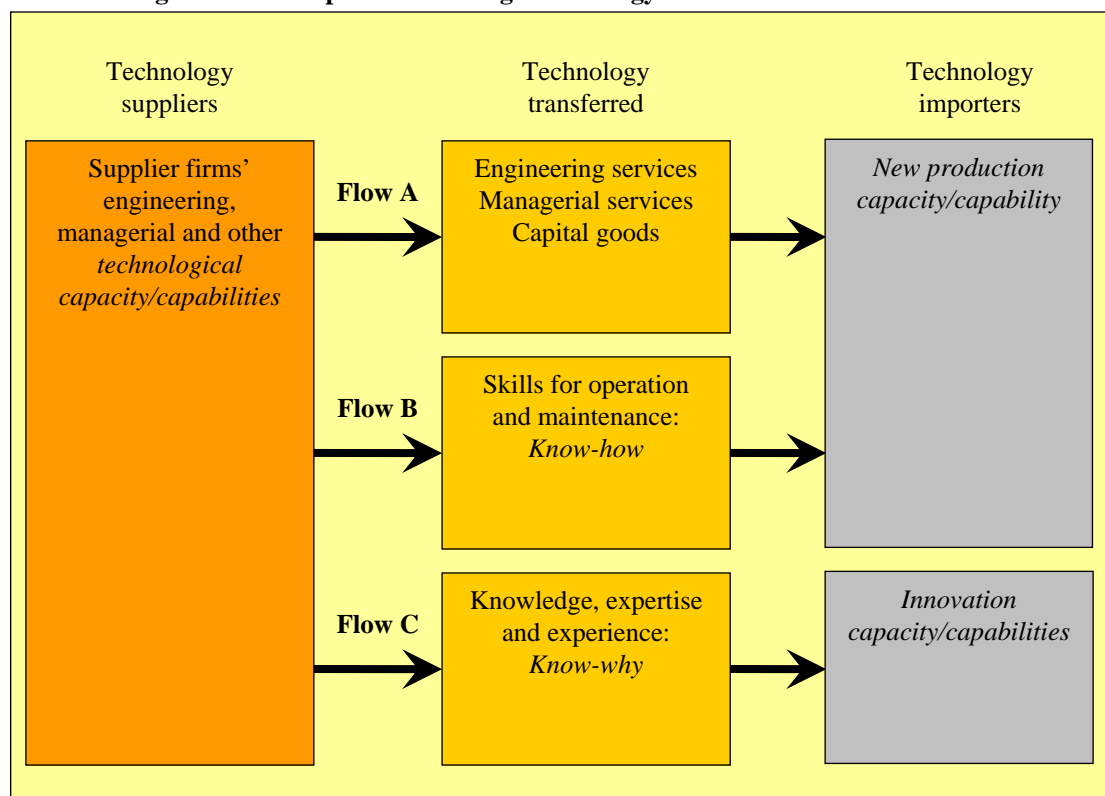 Technology
suppliers
Technology
transferred
Technology
importers
Supplier firms’
engineering,
managerial and other
technological
capacity/capabilities
Flow A
Engineering services
Managerial services
Capital goods
New production
capacity/capability
Flow B
Skills for operation
and maintenance:
Know-how
Flow C
Knowledge, expertise
and experience:
Know-why
Innovation
capacity/capabilities